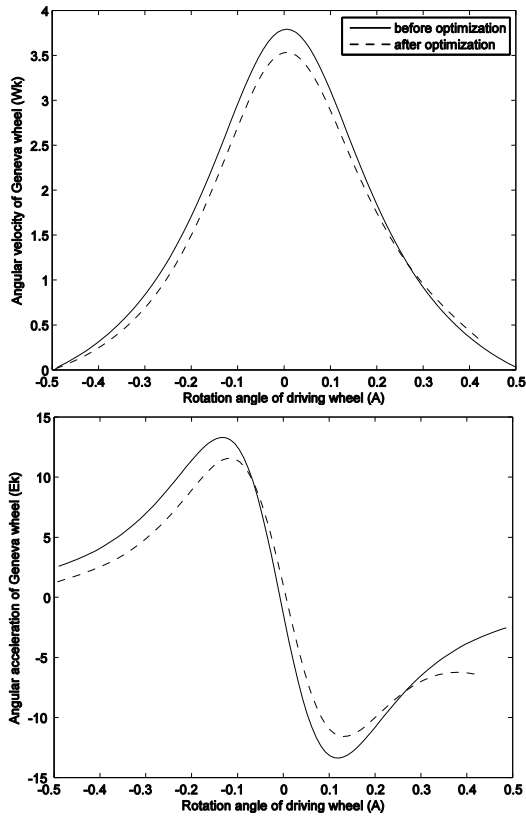 4
3.5
3
2.5
2
1.5
1
0.5
0
Angular velocity of Geneva wheel (Wk)
before optimization
after optimization
-0.5 -0.4 -0.3 -0.2 -0.1 0 0.1 0.2 0.3 0.4 0.5
Rotation angle of driving wheel (A)
15
10
5
0
-5
-10
-15
Angular acceleration of Geneva wheel (Ek)
-0.5 -0.4 -0.3 -0.2 -0.1 0 0.1 0.2 0.3 0.4 0.5
Rotation angle of driving wheel (A)